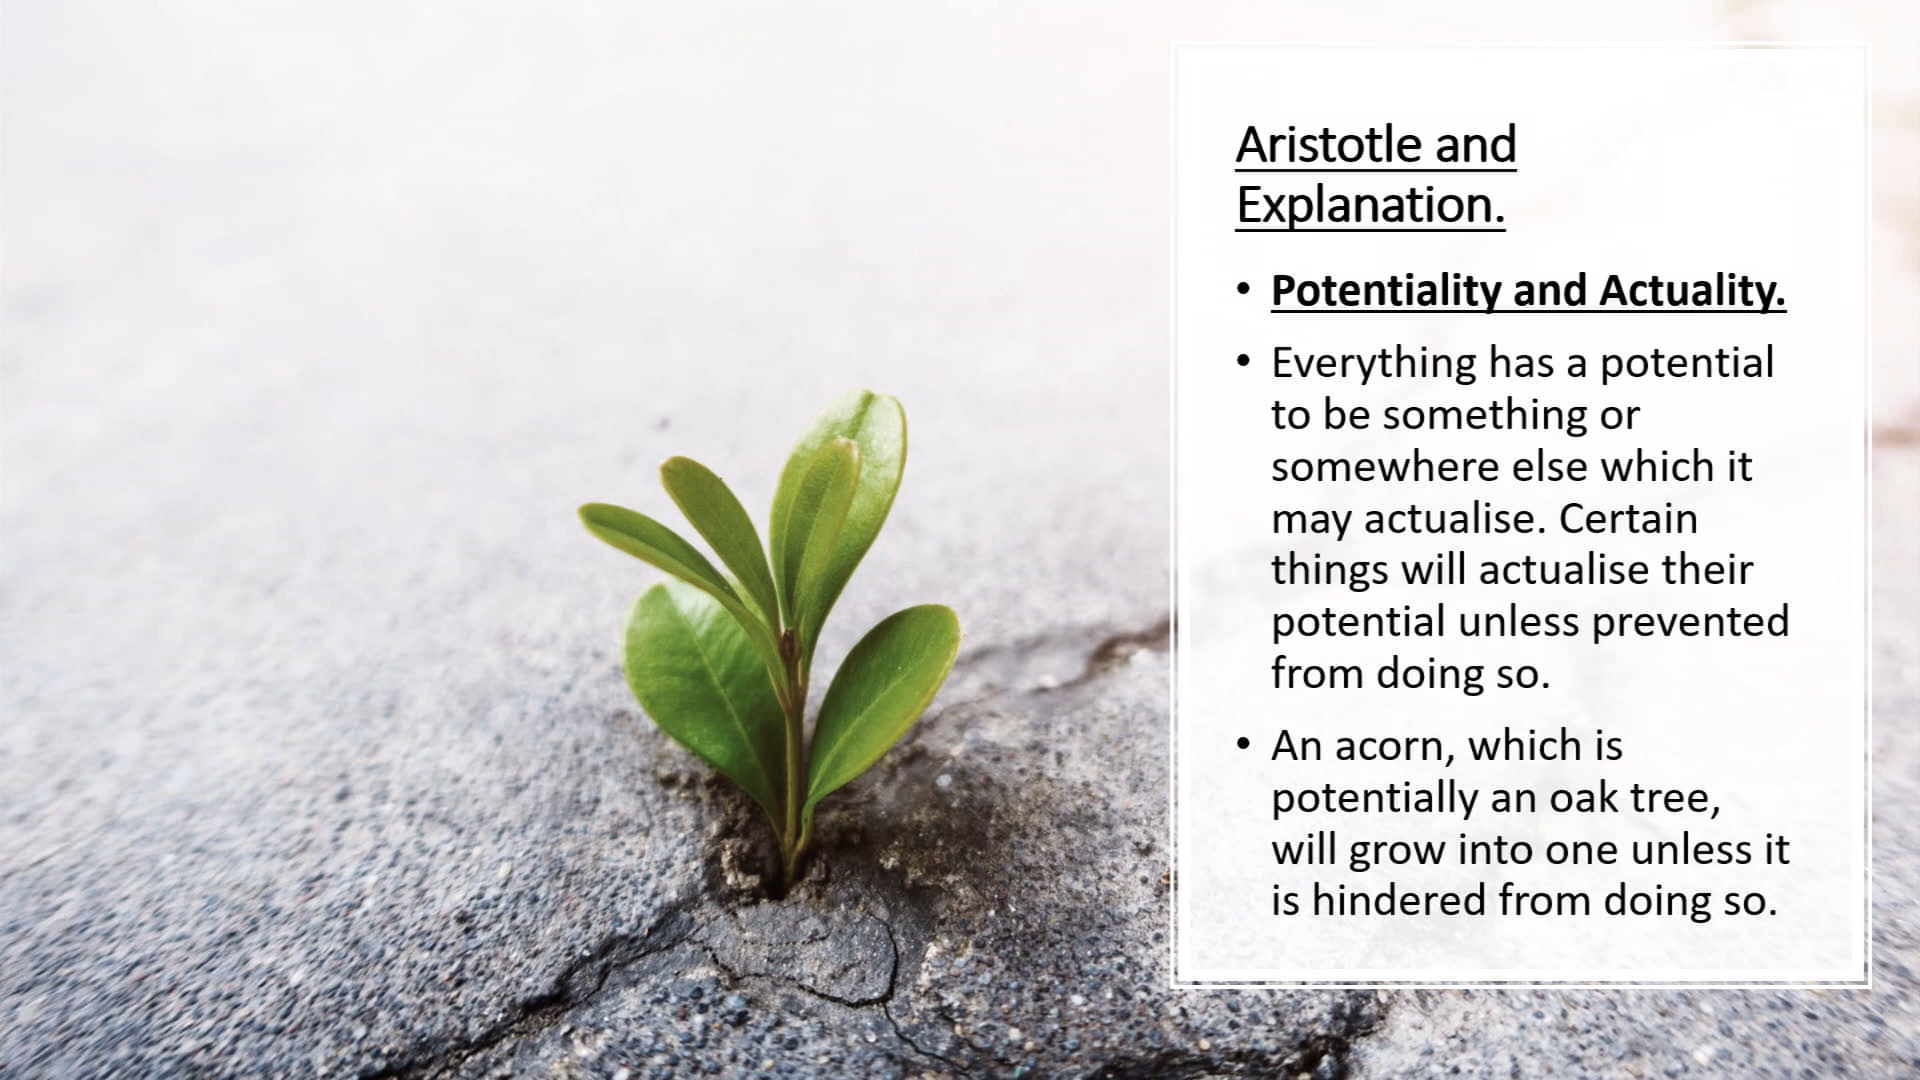 Aristotle and
Explanation.
• Potentiality and Actuality.
• Everything has a potential
to be something or
somewhere else which it
may actualise. Certain
things will actualise their
potential unless prevented
from doing so.
• An acorn, which is
potentially an oak tree,
will grow into one unless it
is hindered from doing so.